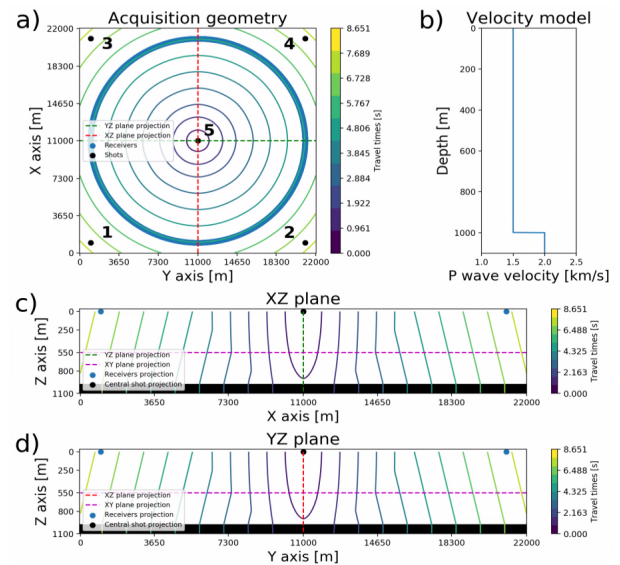 a) Acquisition geometry
22000
18300
14650
11000
7300
3650
0
X axis [m]
3 4
5
1 2
YZ plane projection
XZ plane projection
Receivers
Shots
0 3650 7300 11000 14650 18300 22000
Y axis [m]
8.651
7.689
6.728
5.767
4.806
3.845
2.884
1.922
0.961
0.000
Travel times [s]
b) Velocity model
0
200
400
600
800
1000
Depth [m]
1.0 1.5 2.0 2.5
P wave velocity [km/s]
c) XZ plane
0
250
550
800
1100
Z axis [m]
YZ plane projection
XY plane projection
Receivers projection
Central shot projection
0 3650 7300 11000 14650 18300 22000
X axis [m]
8.651
6.488
4.325
2.163
0.000
Travel times [s]
d) YZ plane
0
250
550
800
1100
Z axis [m]
XZ plane projection
XY plane projection
Receivers projection
Central shot projection
0 3650 7300 11000 14650 18300 22000
Y axis [m]
8.651
6.488
4.325
2.163
0.000
Travel times [s]